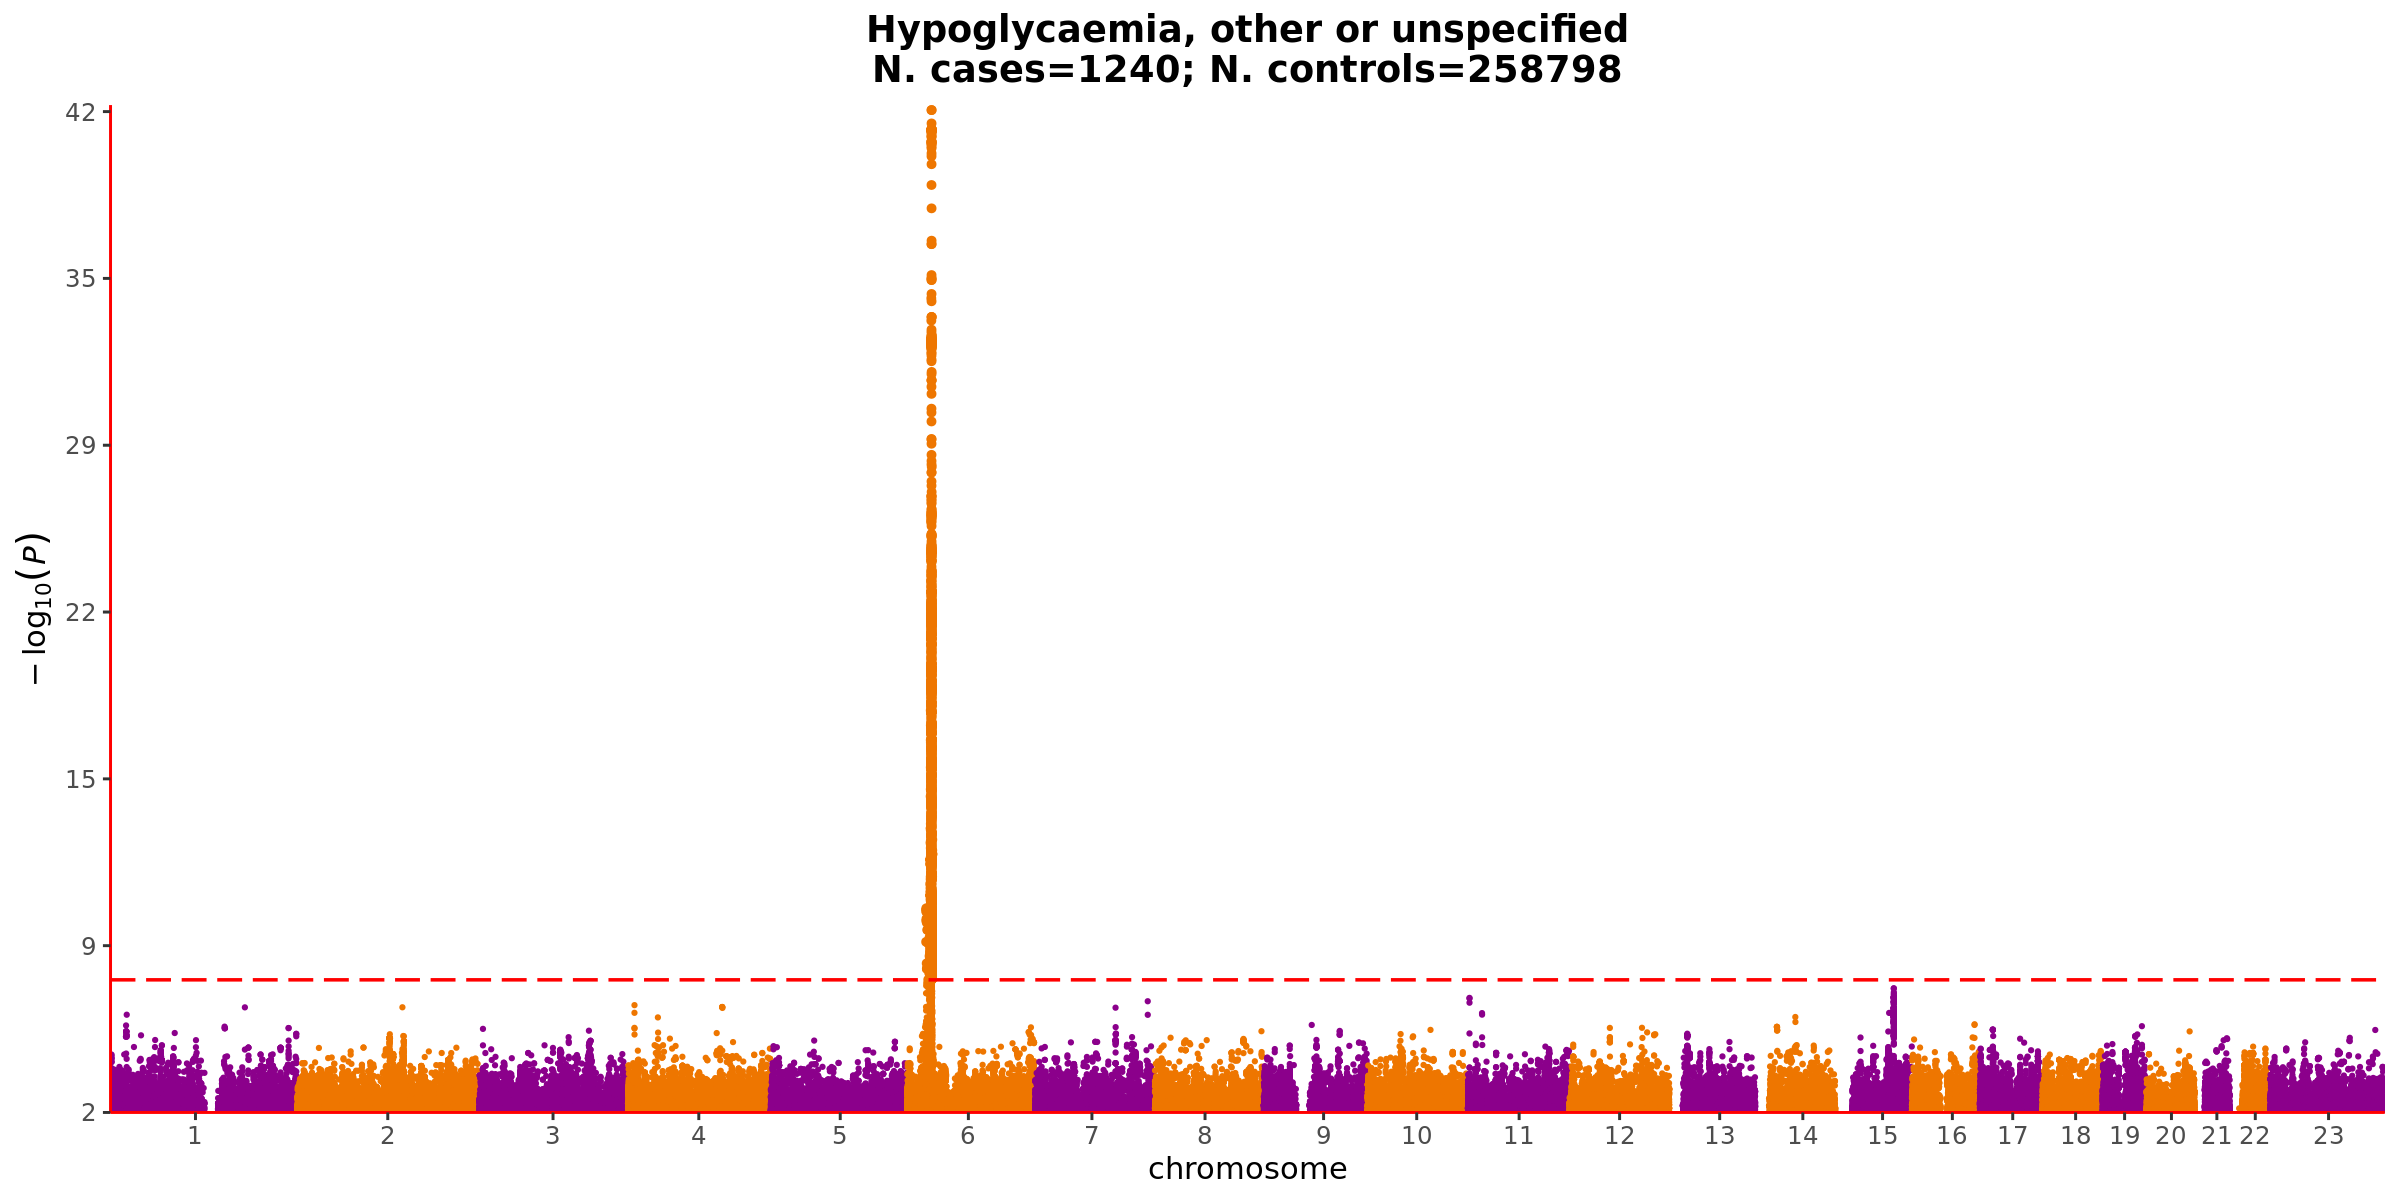 Hypoglycaemia, other or unspecified
N. cases=1240; N. controls=258798
42
35
29
22
15
9
2
− log10(P)
1 2 3 4 5 6 7 8 9 10 11 12 13 14 15 16 17 18 19 20 21 22 23
chromosome